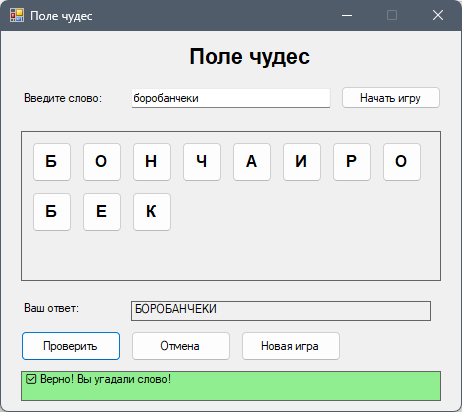 Поле чудес
Поле чудес
Введите слово: боробанчеки Начать игру
Б О Н Ч А И Р О
Б Е К
Ваш ответ: БОРОБАНЧЕКИ
Проверить Отмена Новая игра
☑ Верно! Вы угадали слово!